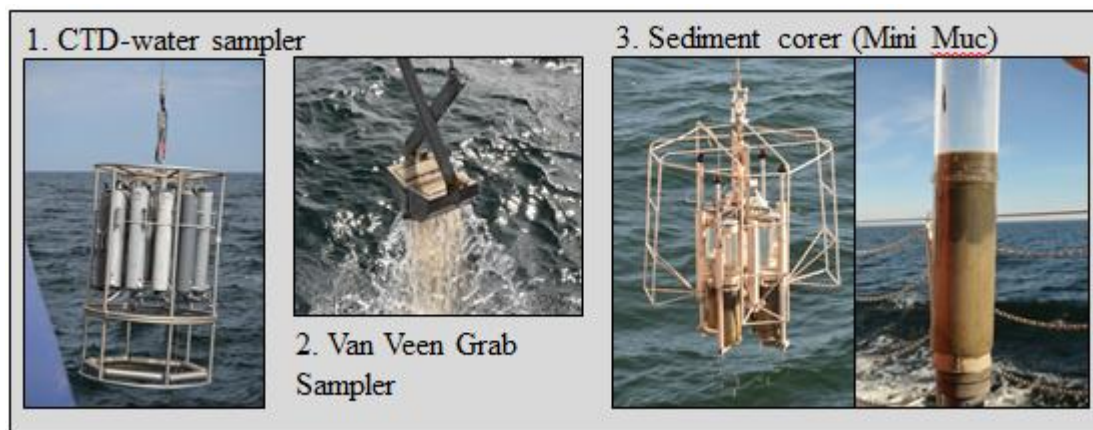 1. CTD-water sampler
3. Sediment corer (Mini Muc)
2. Van Veen Grab
Sampler